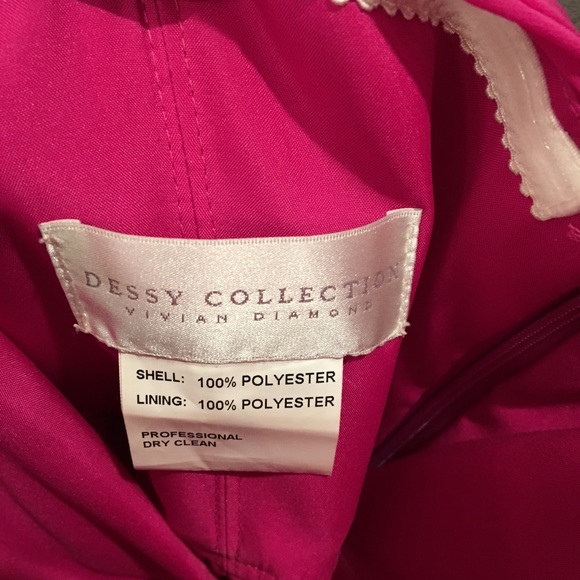 DESSY COLLECTION
VIVIAN DIAMOND
SHELL: 100% POLYESTER
LINING: 100% POLYESTER
PROFESSIONAL
DRY CLEAN